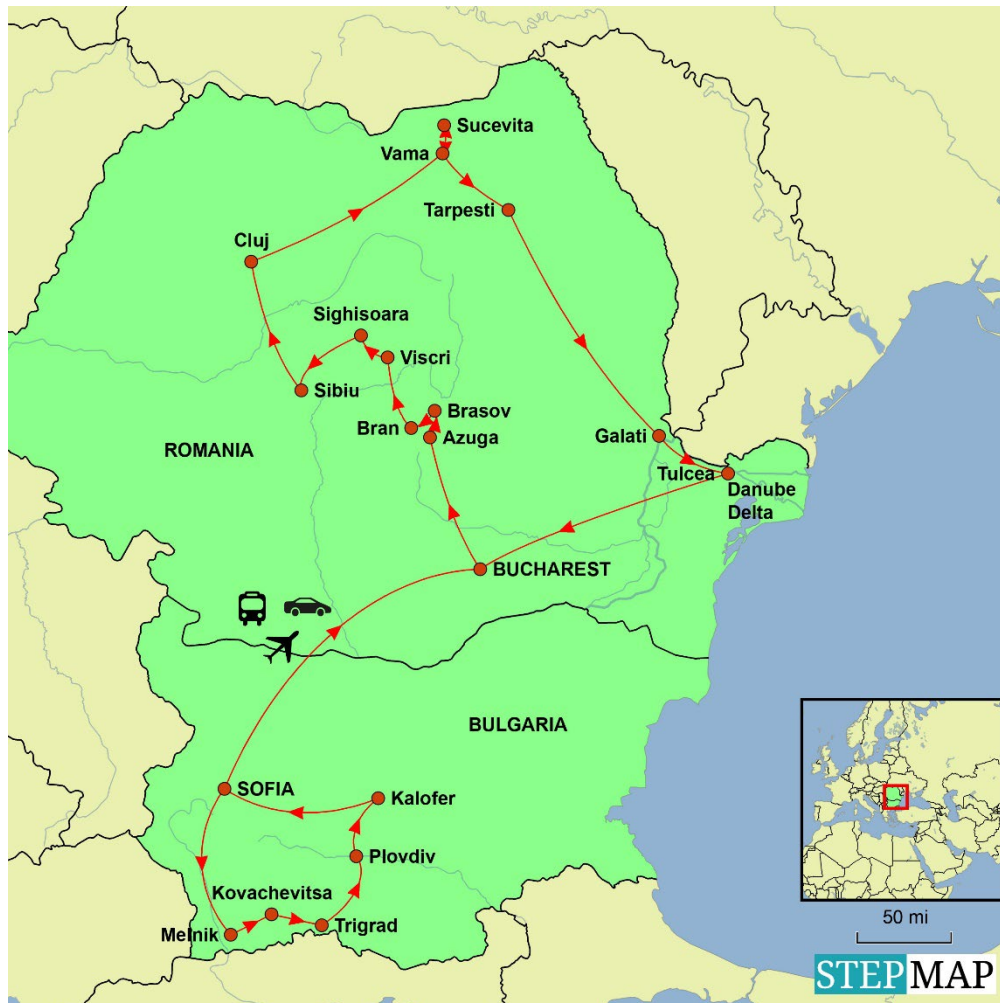 Sucevita
Vama
Tarpesti
Cluj
Sighisoara
Viscri
Sibiu
Brasov
Bran
Azuga
ROMANIA
Galati
Tulcea
Danube
Delta
BUCHAREST
BULGARIA
SOFIA
Kalofer
Plovdiv
Kovachevitsa
Trigrad
Melnik
50 mi
STEPMAP